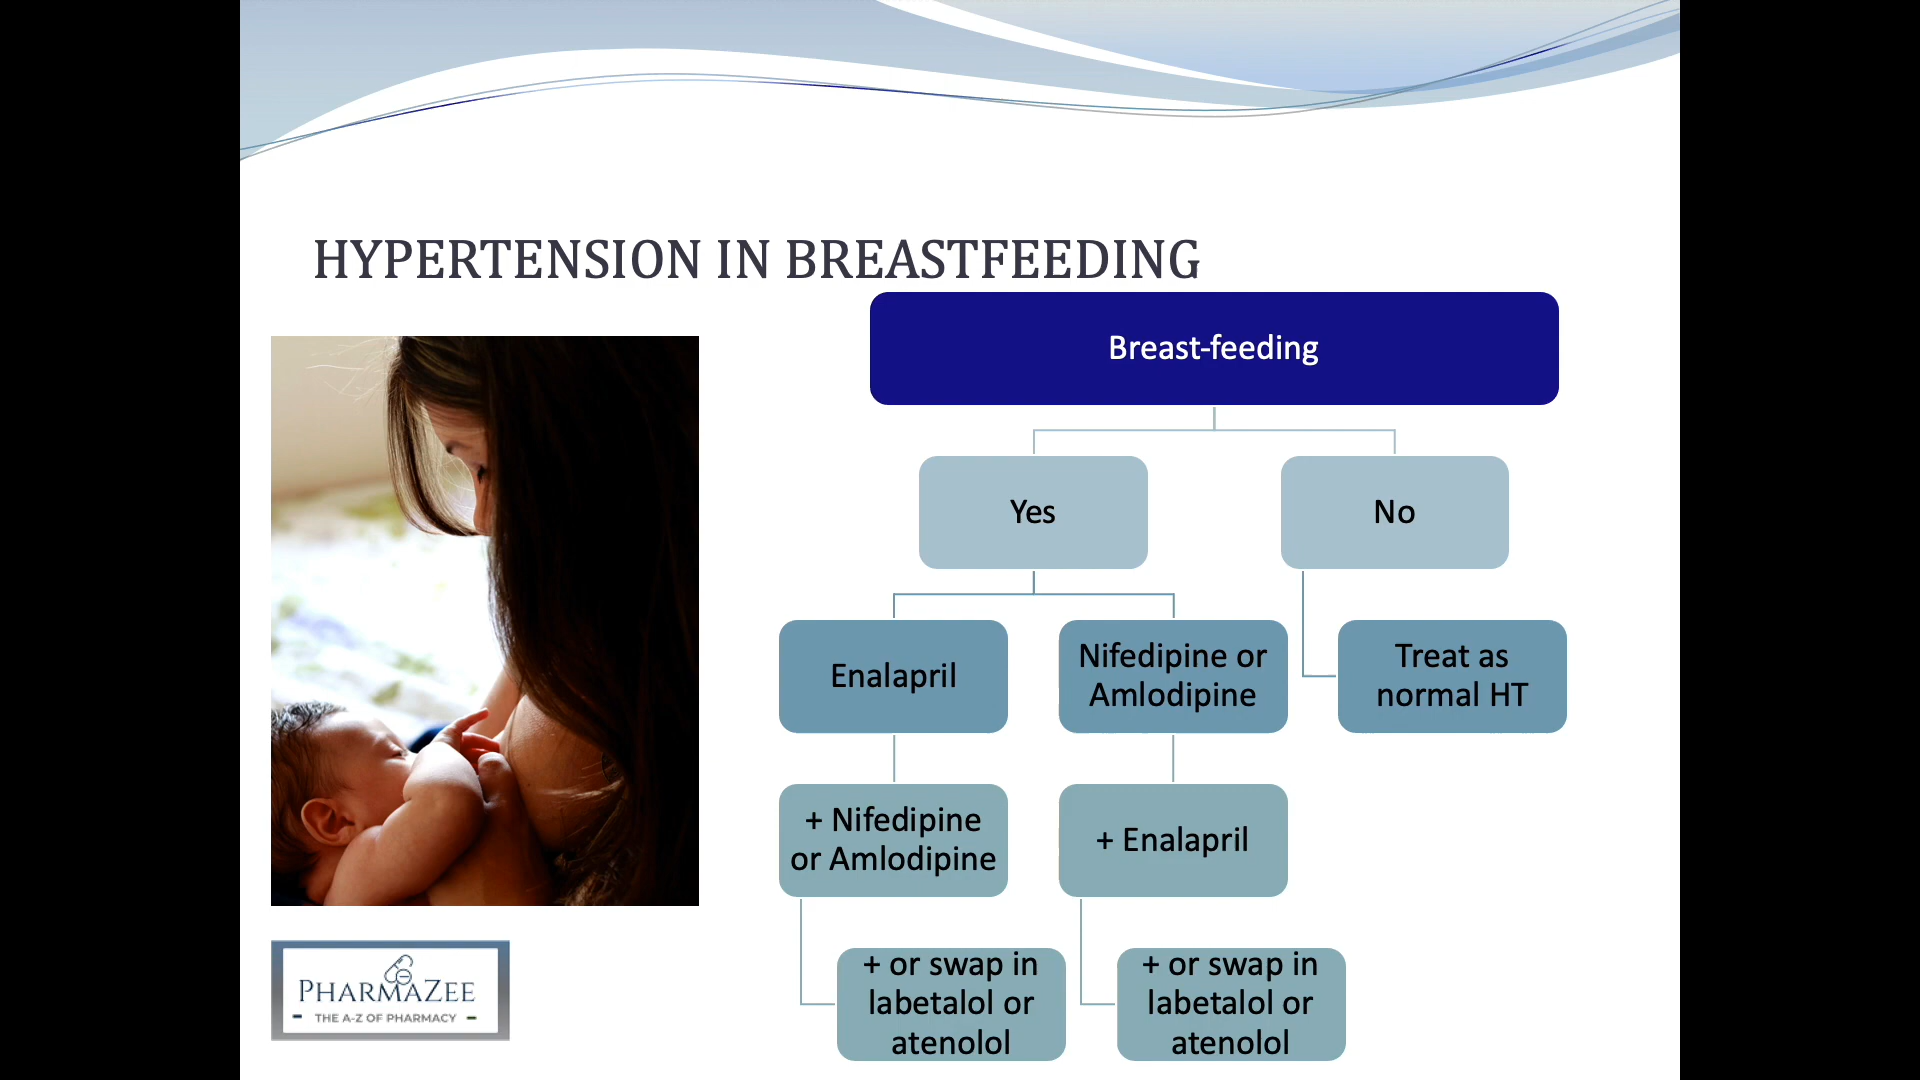 HYPERTENSION IN BREASTFEEDING
Breast-feeding
Yes
No
Enalapril
Nifedipine or
Amlodipine
Treat as
normal HT
+ Nifedipine
or Amlodipine
+ Enalapril
+ or swap in
labetalol or
atenolol
+ or swap in
labetalol or
atenolol
PHARMAZEE
THE A-Z OF PHARMACY